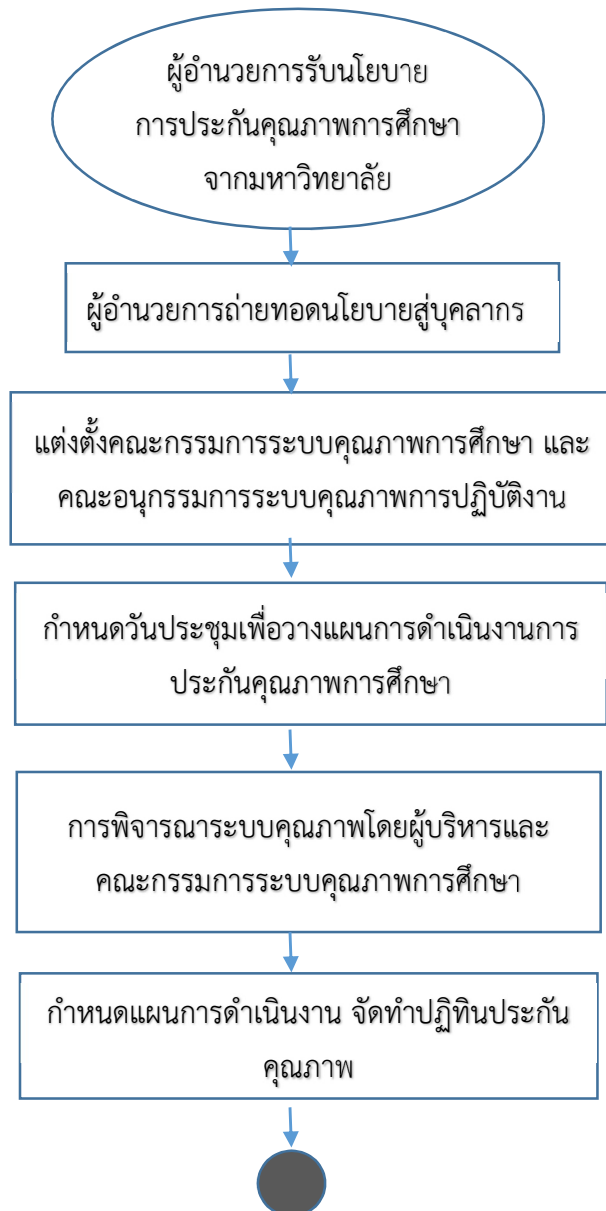 ผู้อำนวยการรับนโยบาย
การประกันคุณภาพการศึกษา
จากมหาวิทยาลัย
ผู้อำนวยการถ่ายทอดนโยบายสู่บุคลากร
แต่งตั้งคณะกรรมการระบบคุณภาพการศึกษา และ
คณะอนุกรรมการระบบคุณภาพการปฏิบัติงาน
กำหนดวันประชุมเพื่อวางแผนการดำเนินงานการ
ประกันคุณภาพการศึกษา
การพิจารณาระบบคุณภาพโดยผู้บริหารและ
คณะกรรมการระบบคุณภาพการศึกษา
กำหนดแผนการดำเนินงาน จัดทำปฏิทินประกัน
คุณภาพ